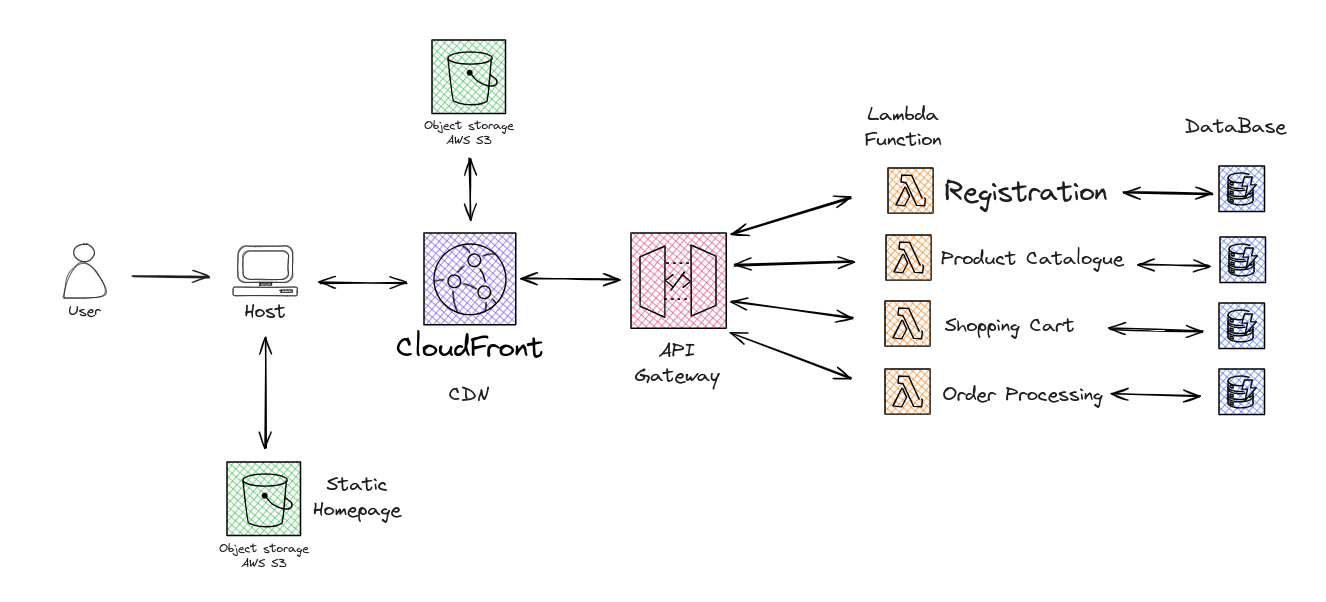 Object storage
AWS S3
Lambda
Function
DataBase
Registration
Product Catalogue
Shopping Cart
Order Processing
User
Host
CloudFront
CDN
API
Gateway
Static
Homepage
Object storage
AWS S3